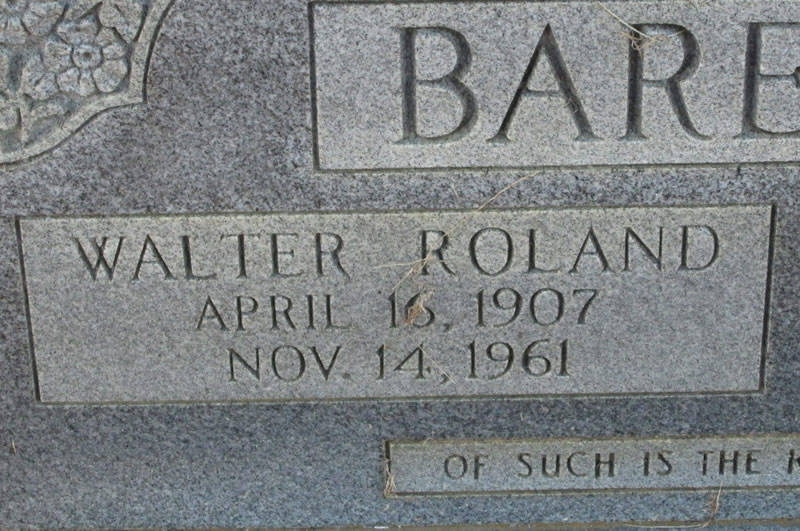 BARE
WALTER ROLAND
APRIL 16, 1907
NOV. 14, 1961
OF SUCH IS THE K